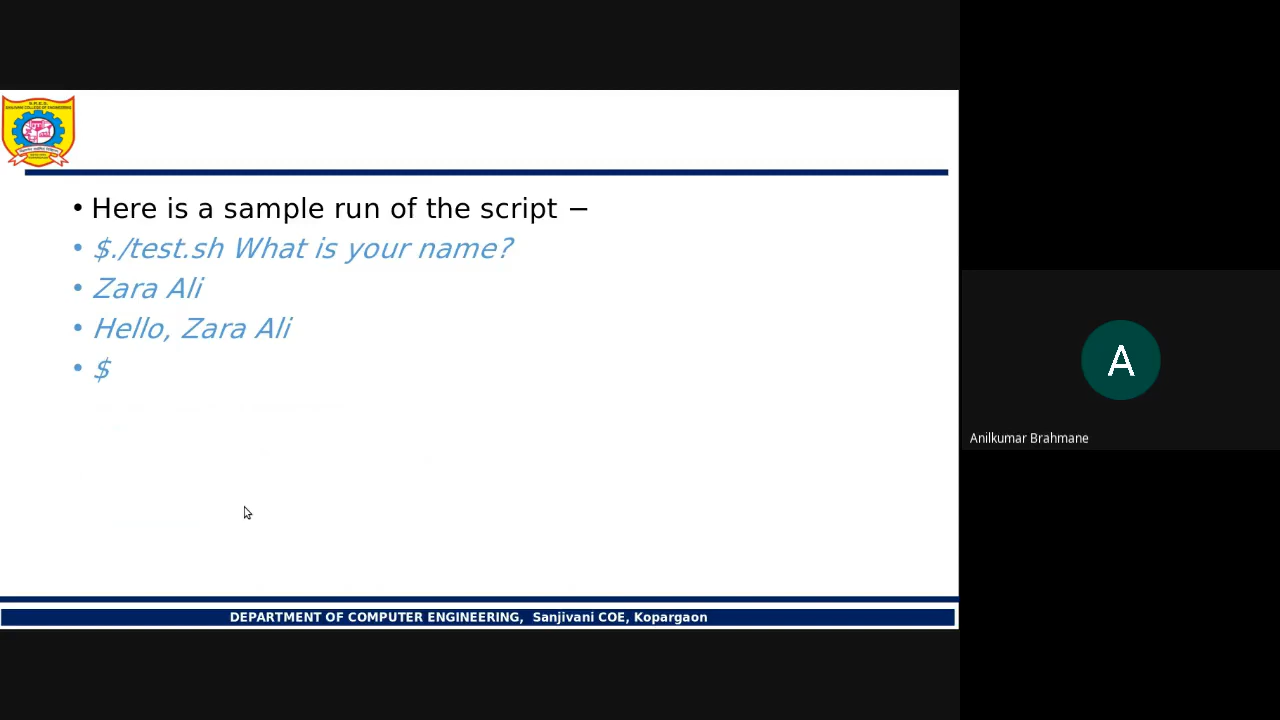 • Here is a sample run of the script −
• $./test.sh What is your name?
• Zara Ali
• Hello, Zara Ali
• $
DEPARTMENT OF COMPUTER ENGINEERING, Sanjivani COE, Kopargaon
A
Anilkumar Brahmane